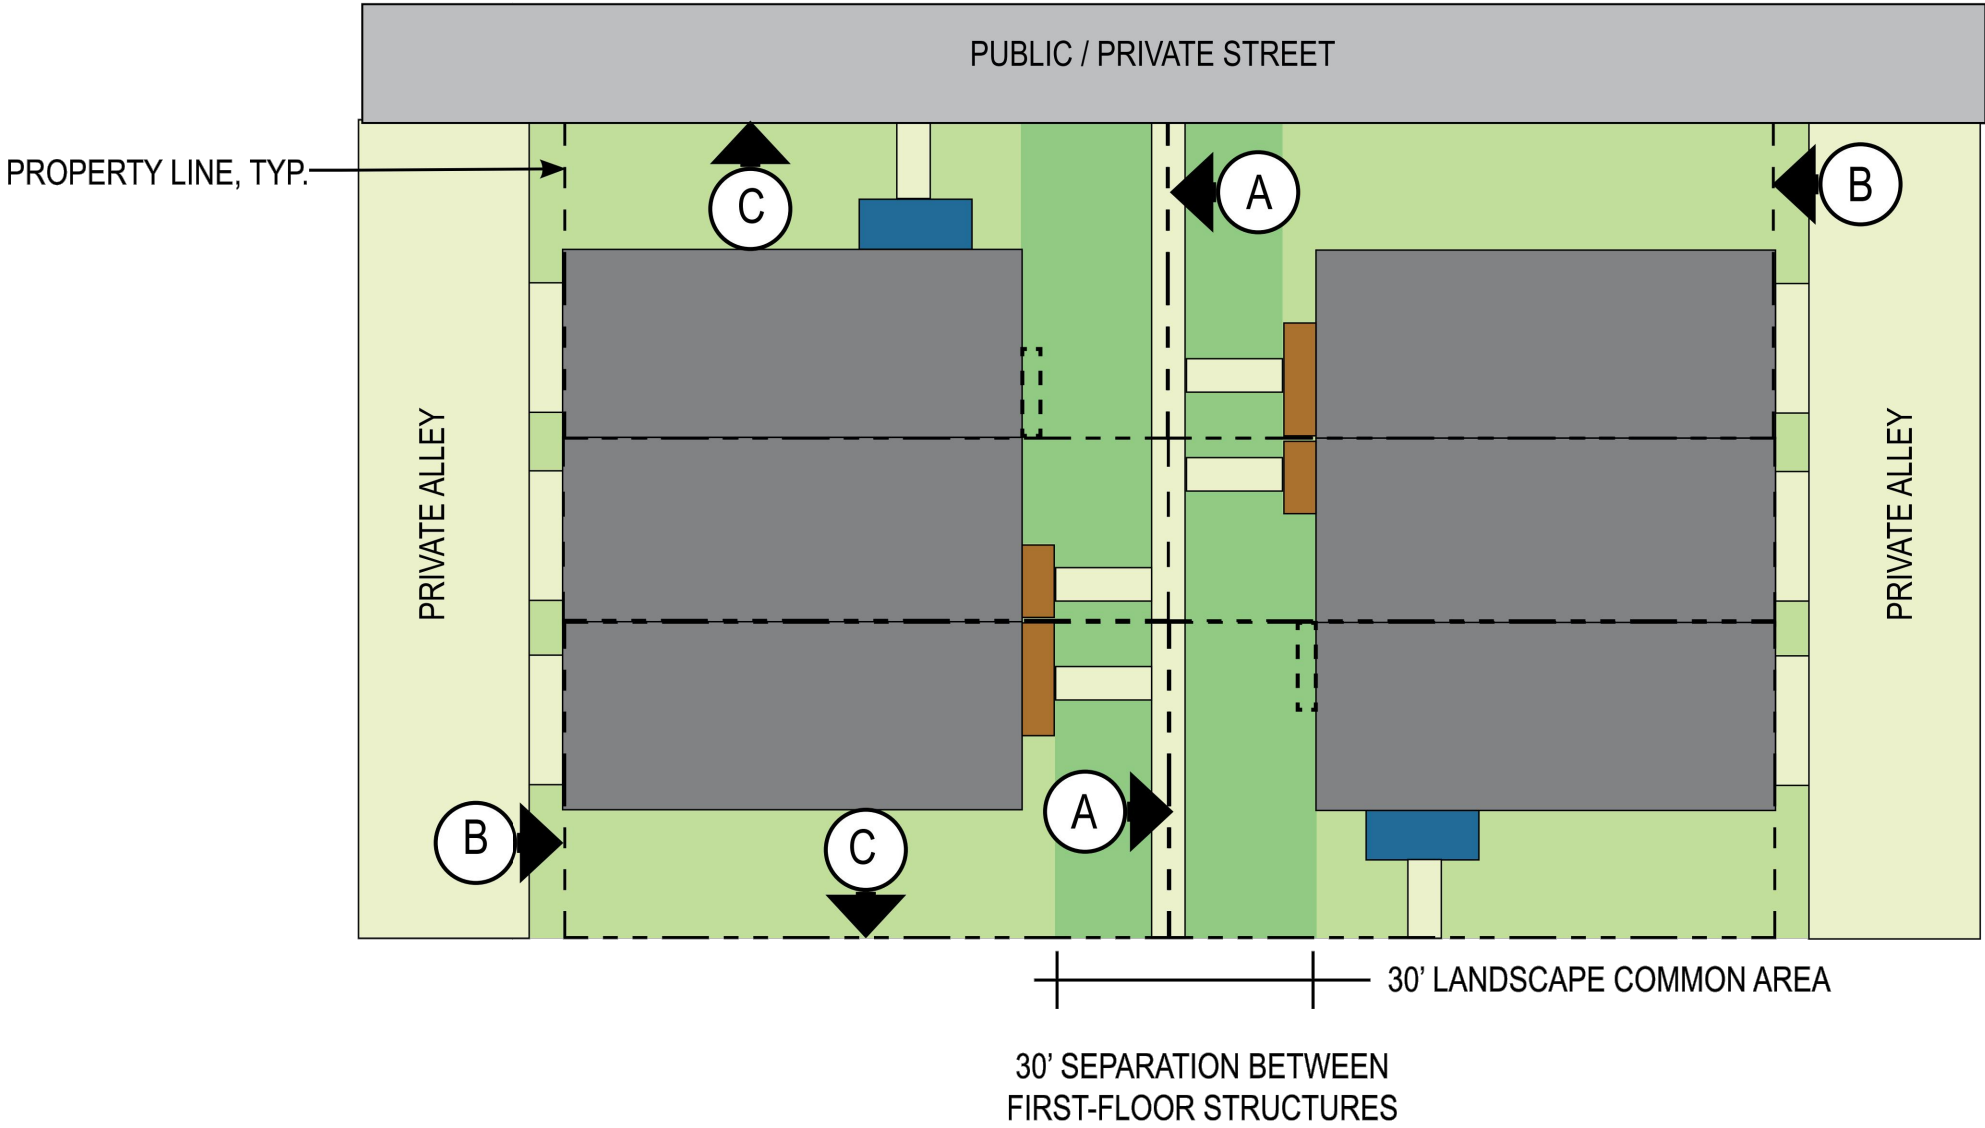 PUBLIC / PRIVATE STREET
PROPERTY LINE, TYP.
C
A
B
PRIVATE ALLEY
PRIVATE ALLEY
B
C
A
30’ LANDSCAPE COMMON AREA
30’ SEPARATION BETWEEN
FIRST-FLOOR STRUCTURES